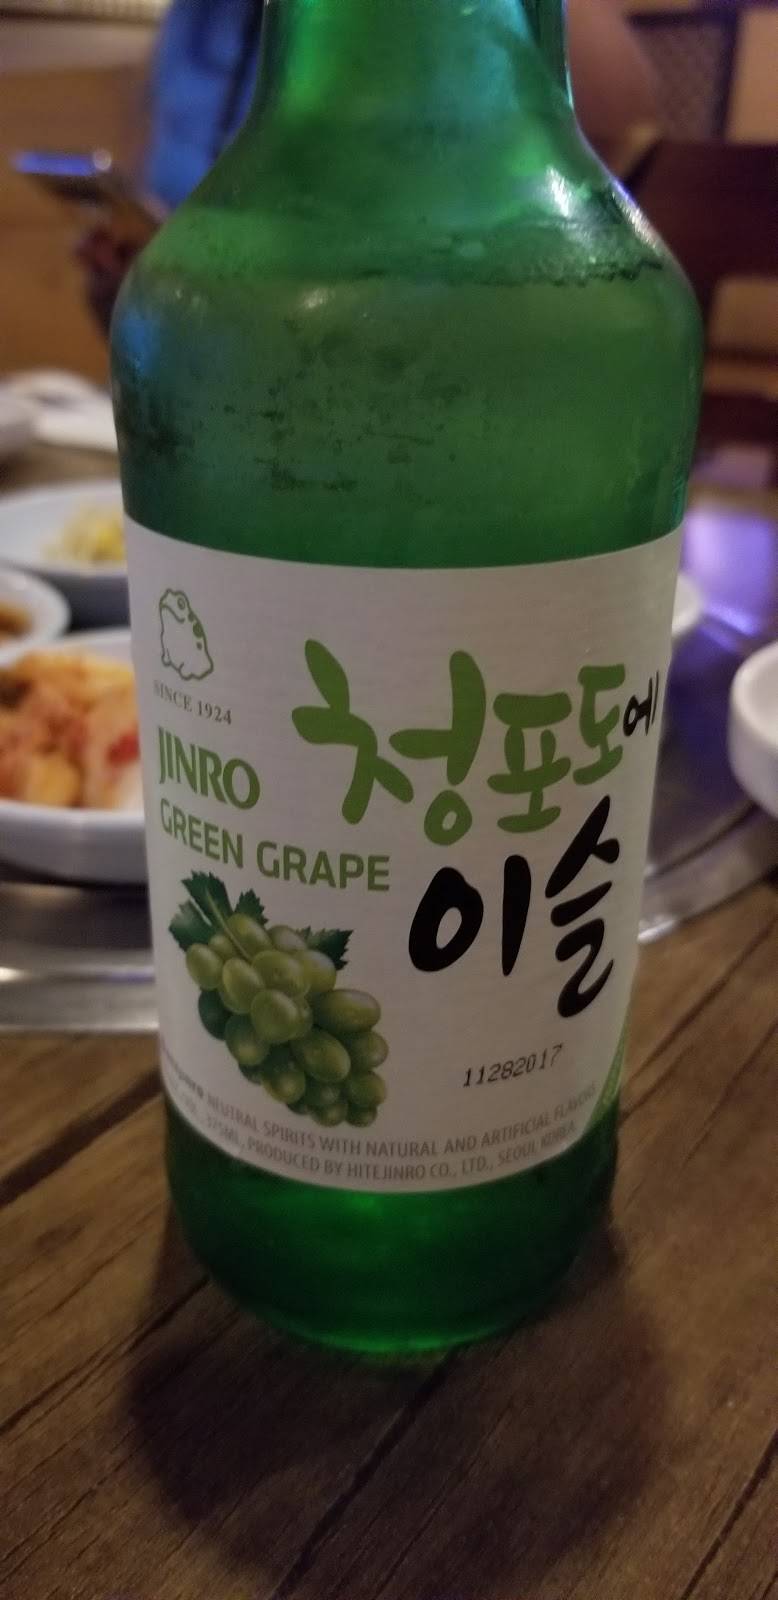 SINCE 1924
JINRO
GREEN GRAPE
청포도에
이슬
11282017
NEUTRAL SPIRITS WITH NATURAL AND ARTIFICIAL FLAVORS
375ML, PRODUCED BY HITEJINRO CO., LTD., SEOUL KOREA